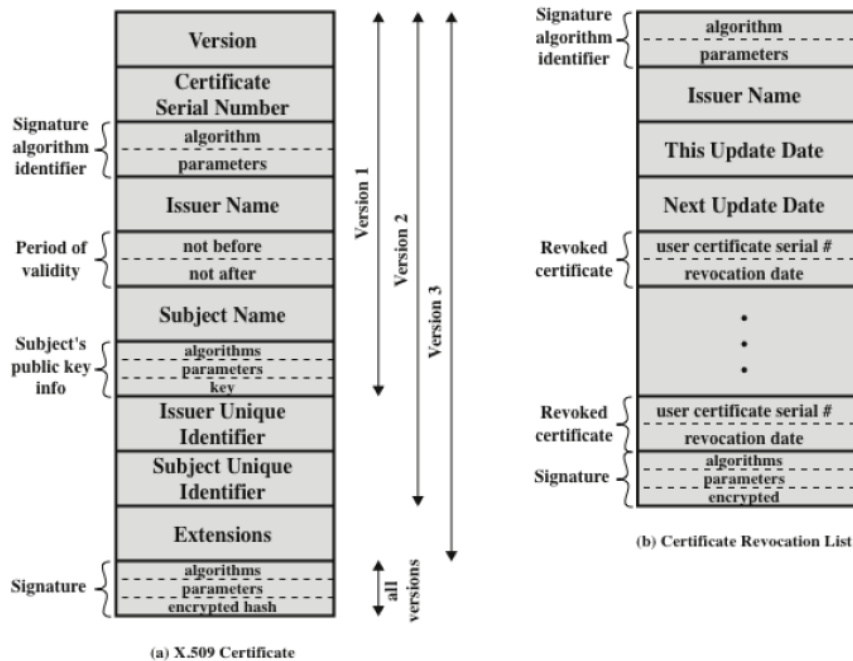 Version
Certificate
Serial Number
Signature
algorithm
identifier
algorithm
parameters
Issuer Name
Period of
validity
not before
not after
Subject Name
Subject's
public key
info
algorithms
parameters
key
Issuer Unique
Identifier
Subject Unique
Identifier
Extensions
Signature
algorithms
parameters
encrypted hash
Version 1
Version 2
Version 3
all
versions
(a) X.509 Certificate
Signature
algorithm
identifier
algorithm
parameters
Issuer Name
This Update Date
Next Update Date
Revoked
certificate
user certificate serial #
revocation date
Revoked
certificate
user certificate serial #
revocation date
Signature
algorithms
parameters
encrypted
(b) Certificate Revocation List